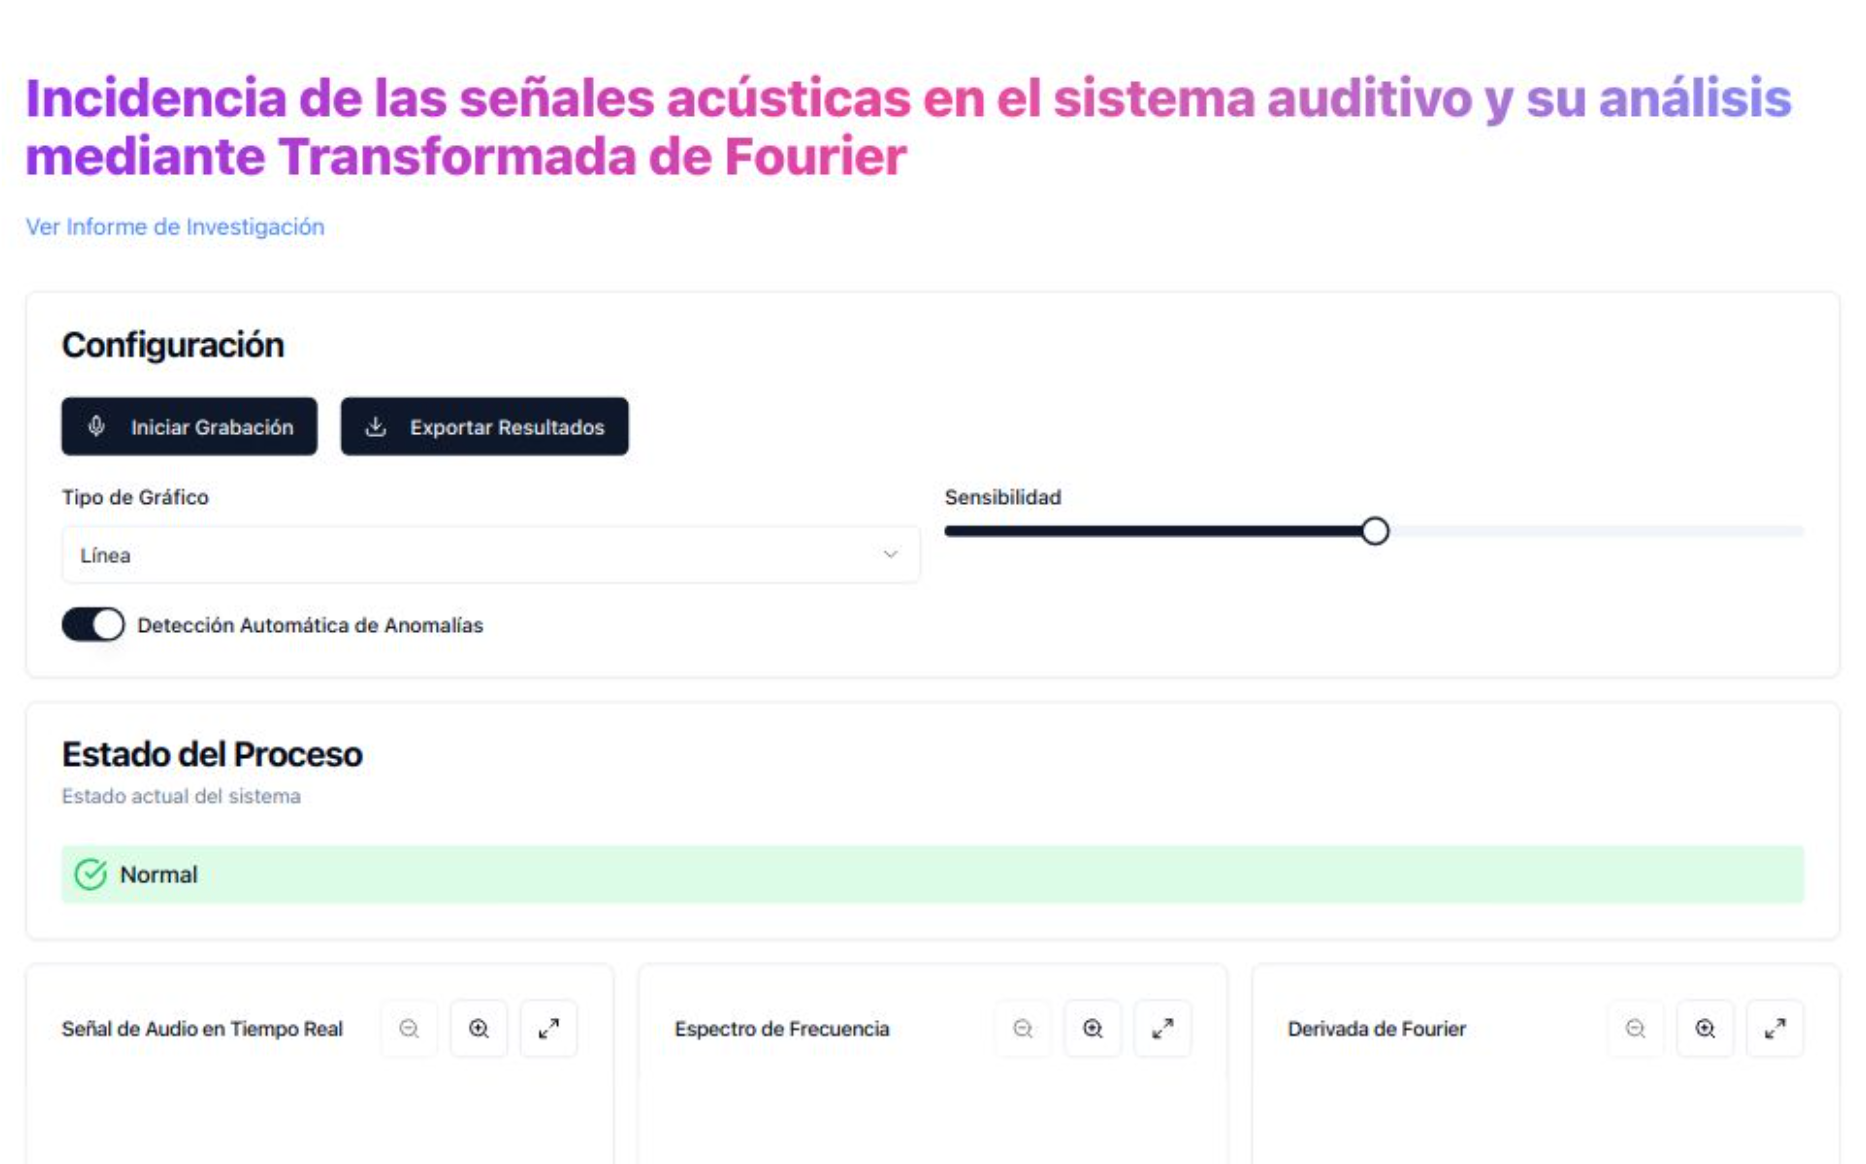 Incidencia de las señales acústicas en el sistema auditivo y su análisis
mediante Transformada de Fourier
Ver Informe de Investigación
Configuración
Iniciar Grabación
Exportar Resultados
Tipo de Gráfico
Sensibilidad
Línea
Detección Automática de Anomalías
Estado del Proceso
Estado actual del sistema
Normal
Señal de Audio en Tiempo Real
Espectro de Frecuencia
Derivada de Fourier